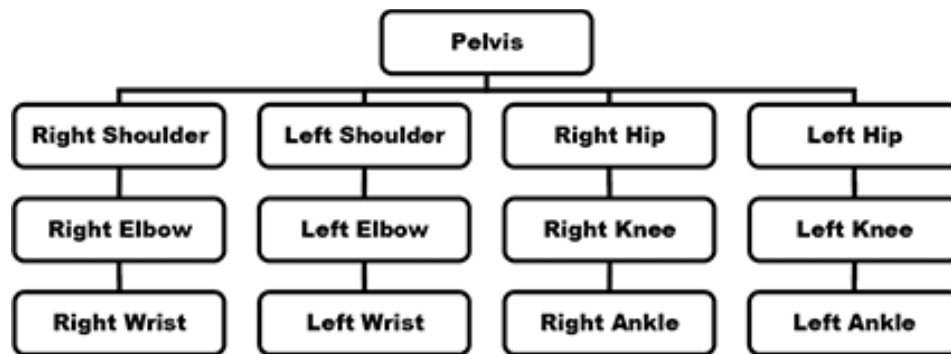 Pelvis
Right Shoulder
Left Shoulder
Right Hip
Left Hip
Right Elbow
Left Elbow
Right Knee
Left Knee
Right Wrist
Left Wrist
Right Ankle
Left Ankle